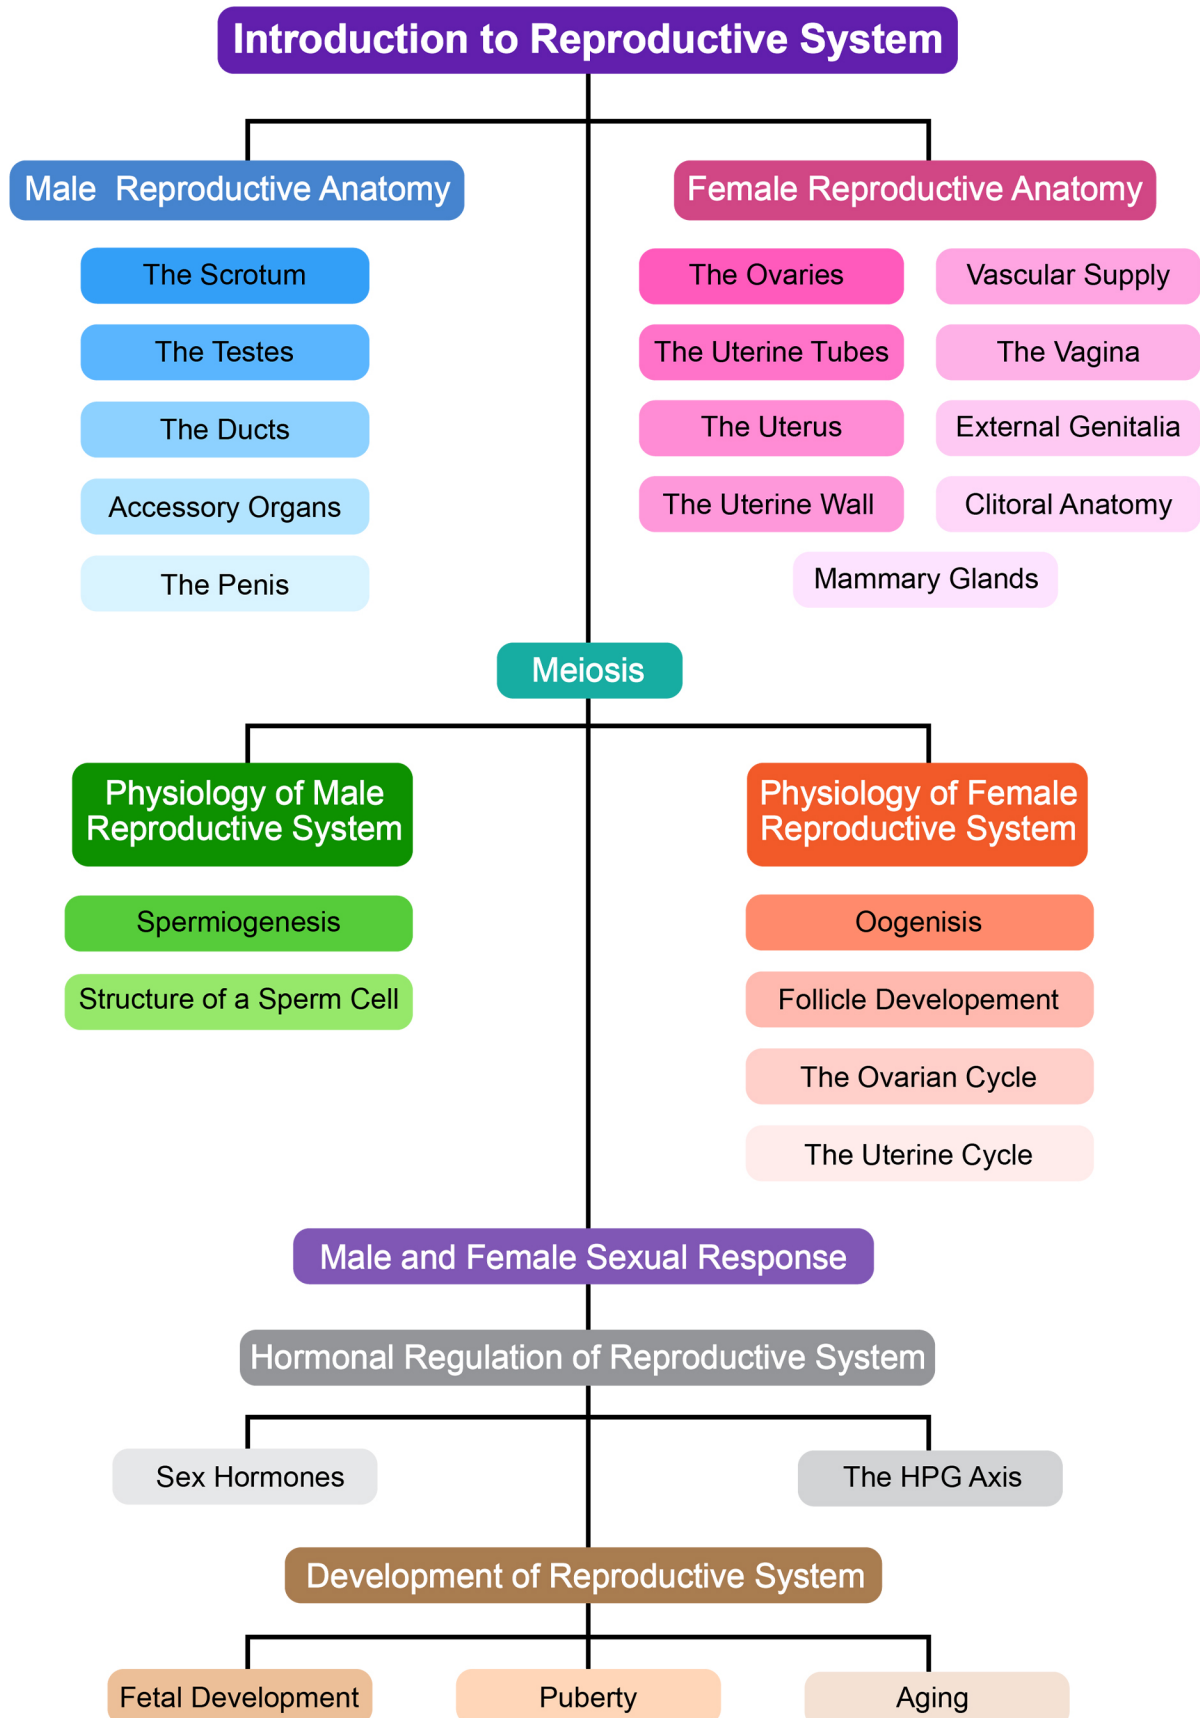 Introduction to Reproductive System
Male  Reproductive Anatomy
The Scrotum
The Testes
The Ducts
Accessory Organs
The Penis
Female Reproductive Anatomy
The Ovaries
The Uterine Tubes
The Uterus
The Uterine Wall
Vascular Supply
The Vagina
External Genitalia
Clitoral Anatomy
Mammary Glands
Meiosis
Physiology of Male
Reproductive System
Spermiogenesis
Structure of a Sperm Cell
Physiology of Female
Reproductive System
Oogenisis
Follicle Developement
The Ovarian Cycle
The Uterine Cycle
Male and Female Sexual Response
Hormonal Regulation of Reproductive System
Sex Hormones
The HPG Axis
Development of Reproductive System
Fetal Development
Puberty
Aging